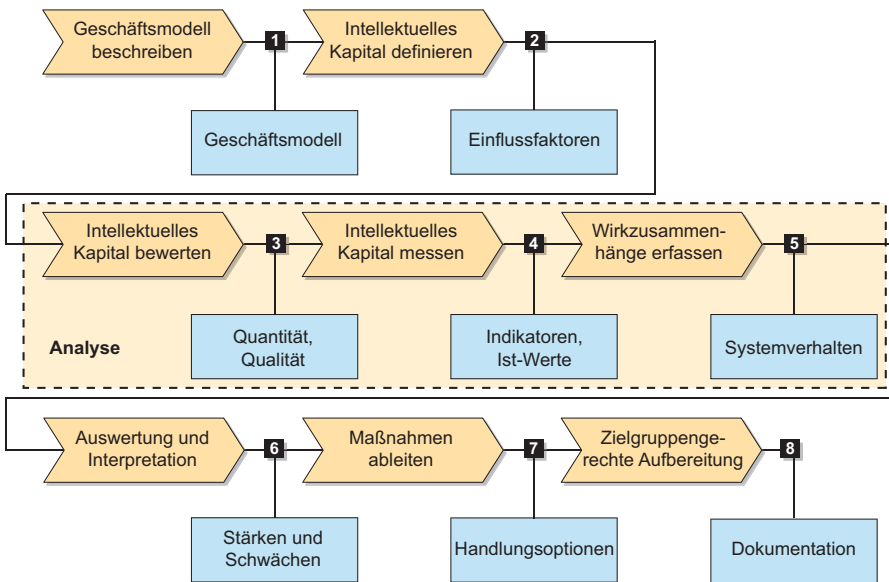 Geschäftsmodell
beschreiben
1
Intellektuelles
Kapital definieren
2
Geschäftsmodell
Einflussfaktoren
Intellektuelles
Kapital bewerten
3
Intellektuelles
Kapital messen
4
Wirkzusammen-
hänge erfassen
5
Analyse
Quantität,
Qualität
Indikatoren,
Ist-Werte
Systemverhalten
Auswertung und
Interpretation
6
Maßnahmen
ableiten
7
Zielgruppenge-
rechte Aufbereitung
8
Stärken und
Schwächen
Handlungsoptionen
Dokumentation